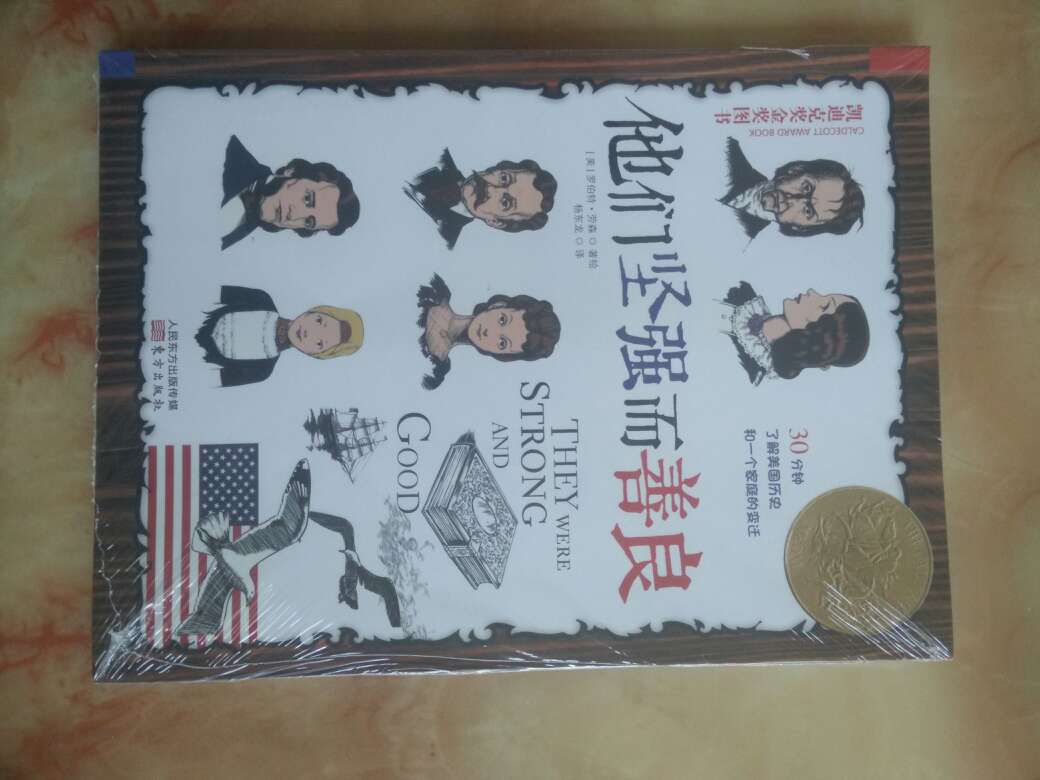 凯迪克奖金奖图书
CALDECOTT AWARD BOOK
他们坚强而善良
[美] 罗伯特·劳森 ◎ 著绘
杨东龙 ◎ 译
30分钟
了解美国历史
和一个家庭的变迁
THEY WERE
STRONG
AND
GOOD
人民东方出版传媒
東方出版社